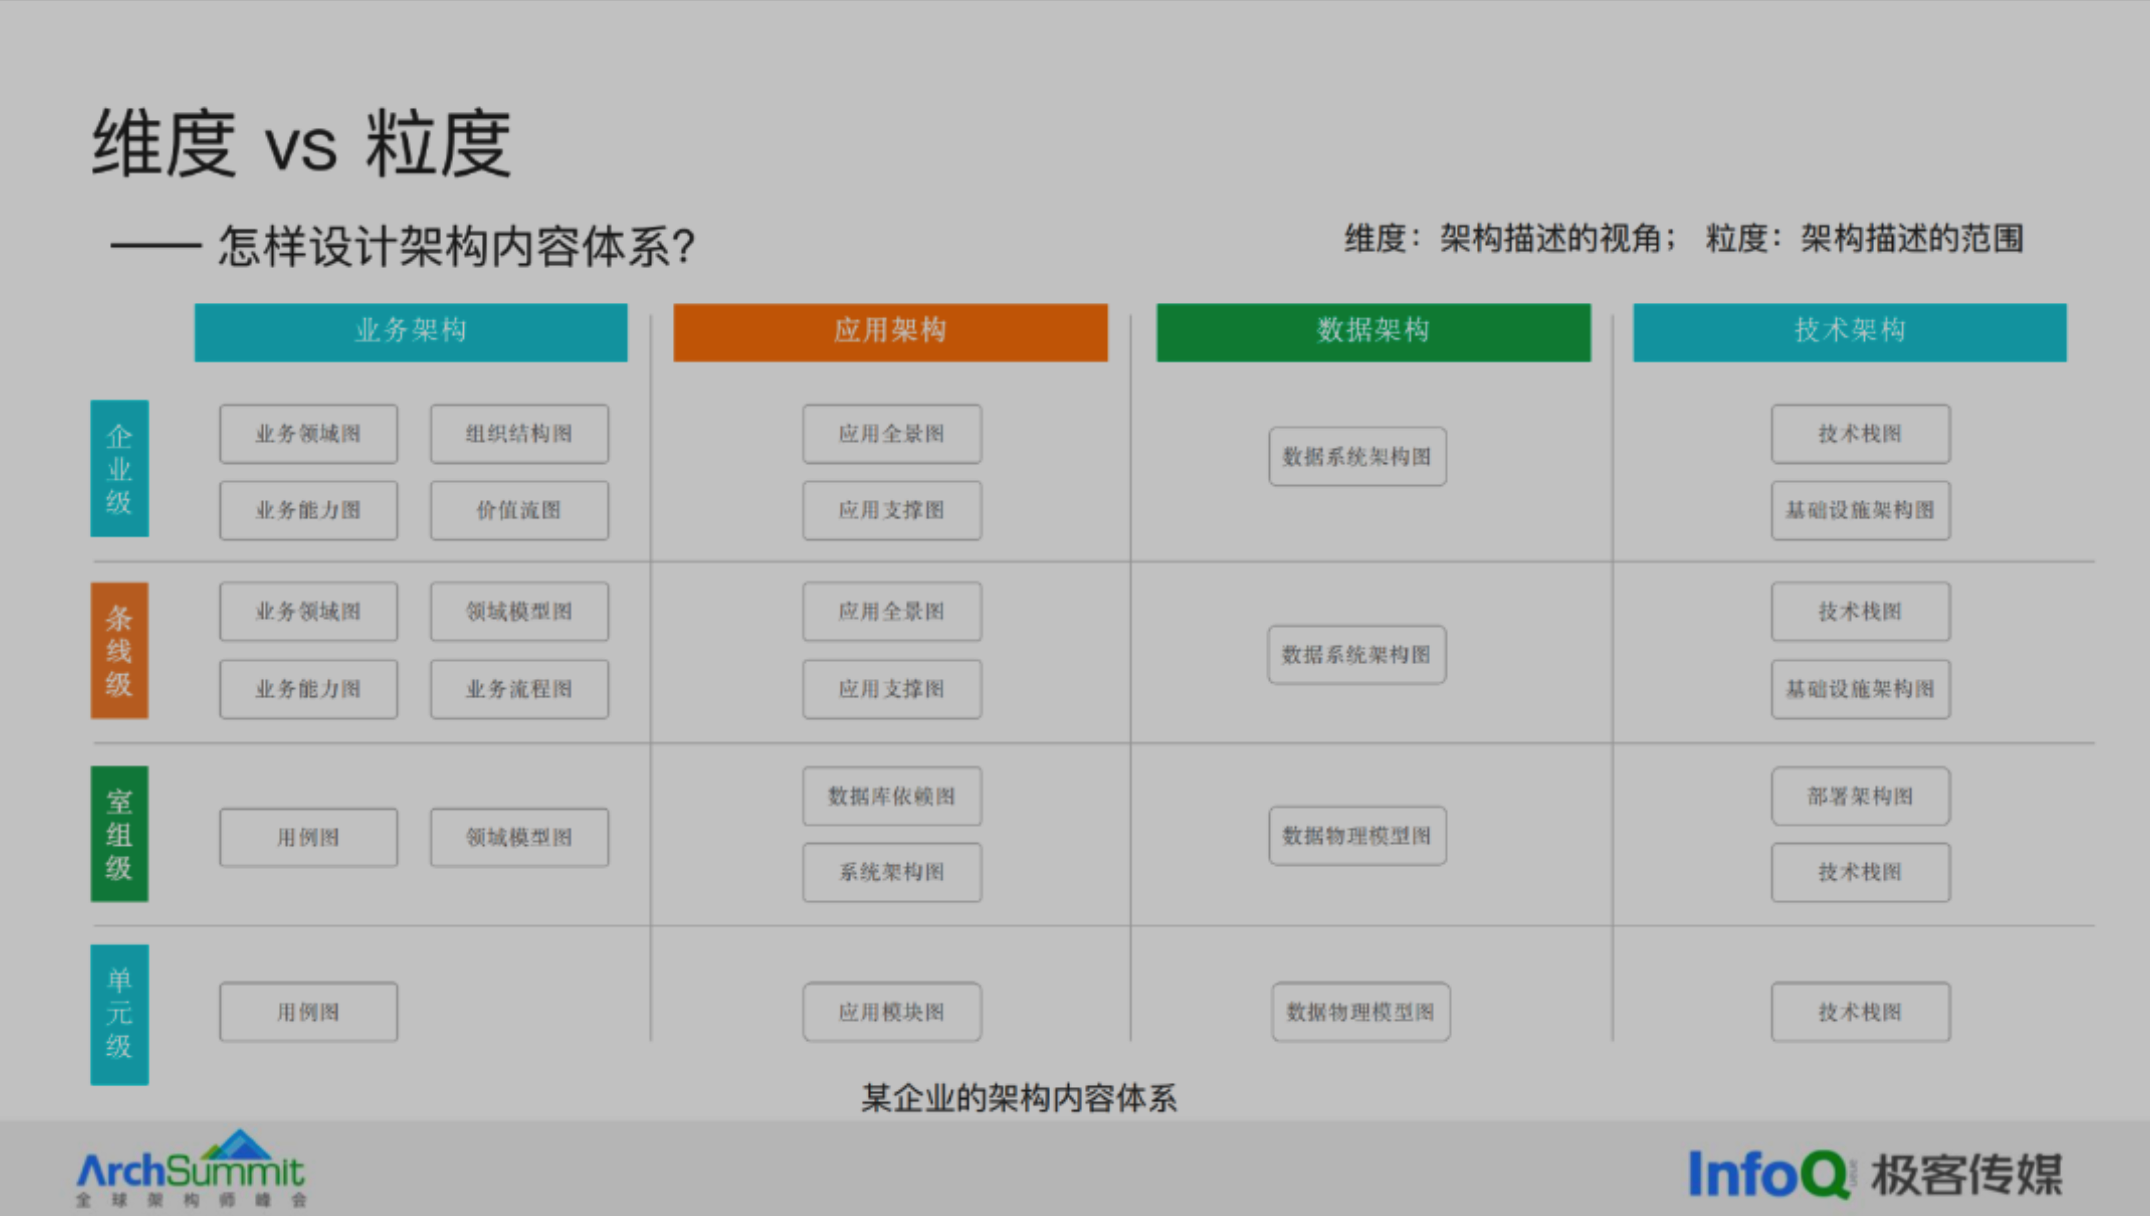 维度 vs 粒度
—— 怎样设计架构内容体系?
维度：架构描述的视角； 粒度：架构描述的范围
业务架构 应用架构 数据架构 技术架构
企业级
业务领域图 组织结构图 应用全景图 数据系统架构图 技术栈图
业务能力图 价值流图 应用支撑图 基础设施架构图
条线级
业务领域图 领域模型图 应用全景图 数据系统架构图 技术栈图
业务能力图 业务流程图 应用支撑图 基础设施架构图
室组级
用例图 领域模型图 数据库依赖图 数据物理模型图 部署架构图
系统架构图 技术栈图
单元级
用例图 应用模块图 数据物理模型图 技术栈图
某企业的架构内容体系
ArchSummit
全球架构师峰会
InfoQueue 极客传媒